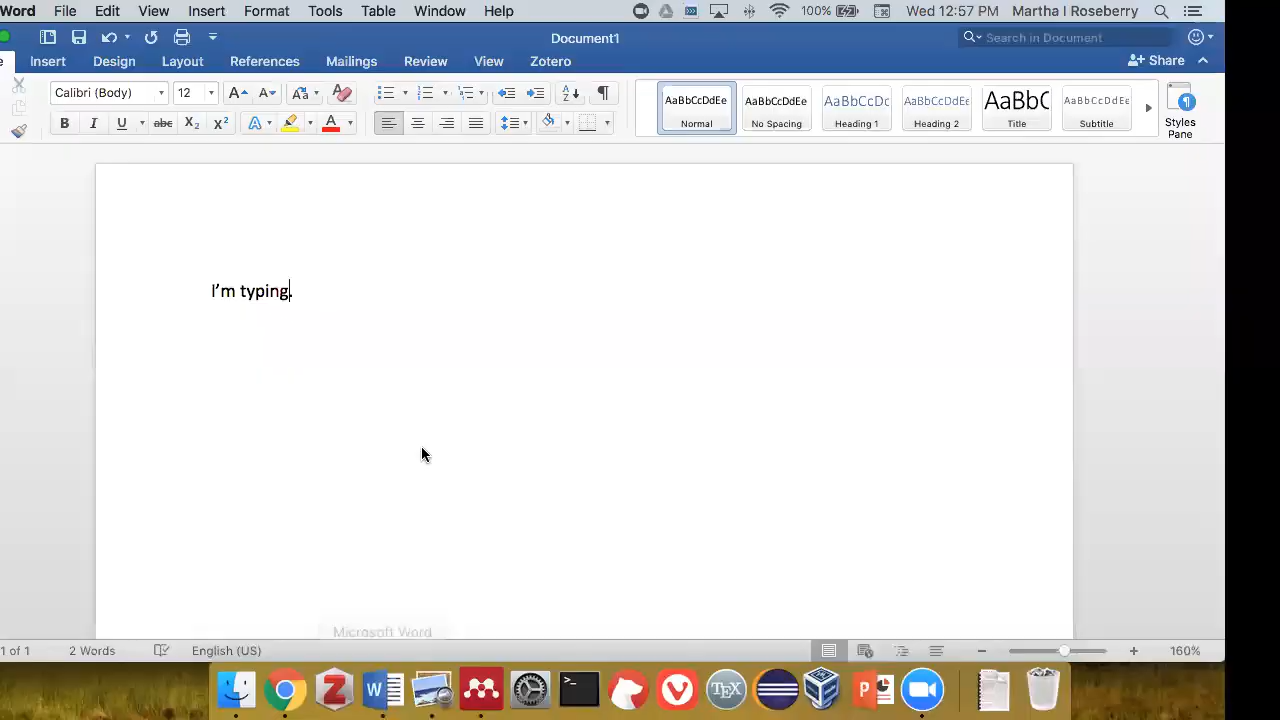 Word File Edit View Insert Format Tools Table Window Help 100% Wed 12:57 PM Martha I Roseberry
Document1 Search in Document
Insert Design Layout References Mailings Review View Zotero Share
Calibri (Body) 12
AaBbCcDdEe AaBbCcDdEe AaBbCcDc AaBbCcDdEe AaBbC AaBbCcDdEe
Normal No Spacing Heading 1 Heading 2 Title Subtitle Styles Pane
B I U abc X₂ X²
I’m typing.
Microsoft Word
1 of 1 2 Words English (US) 160%